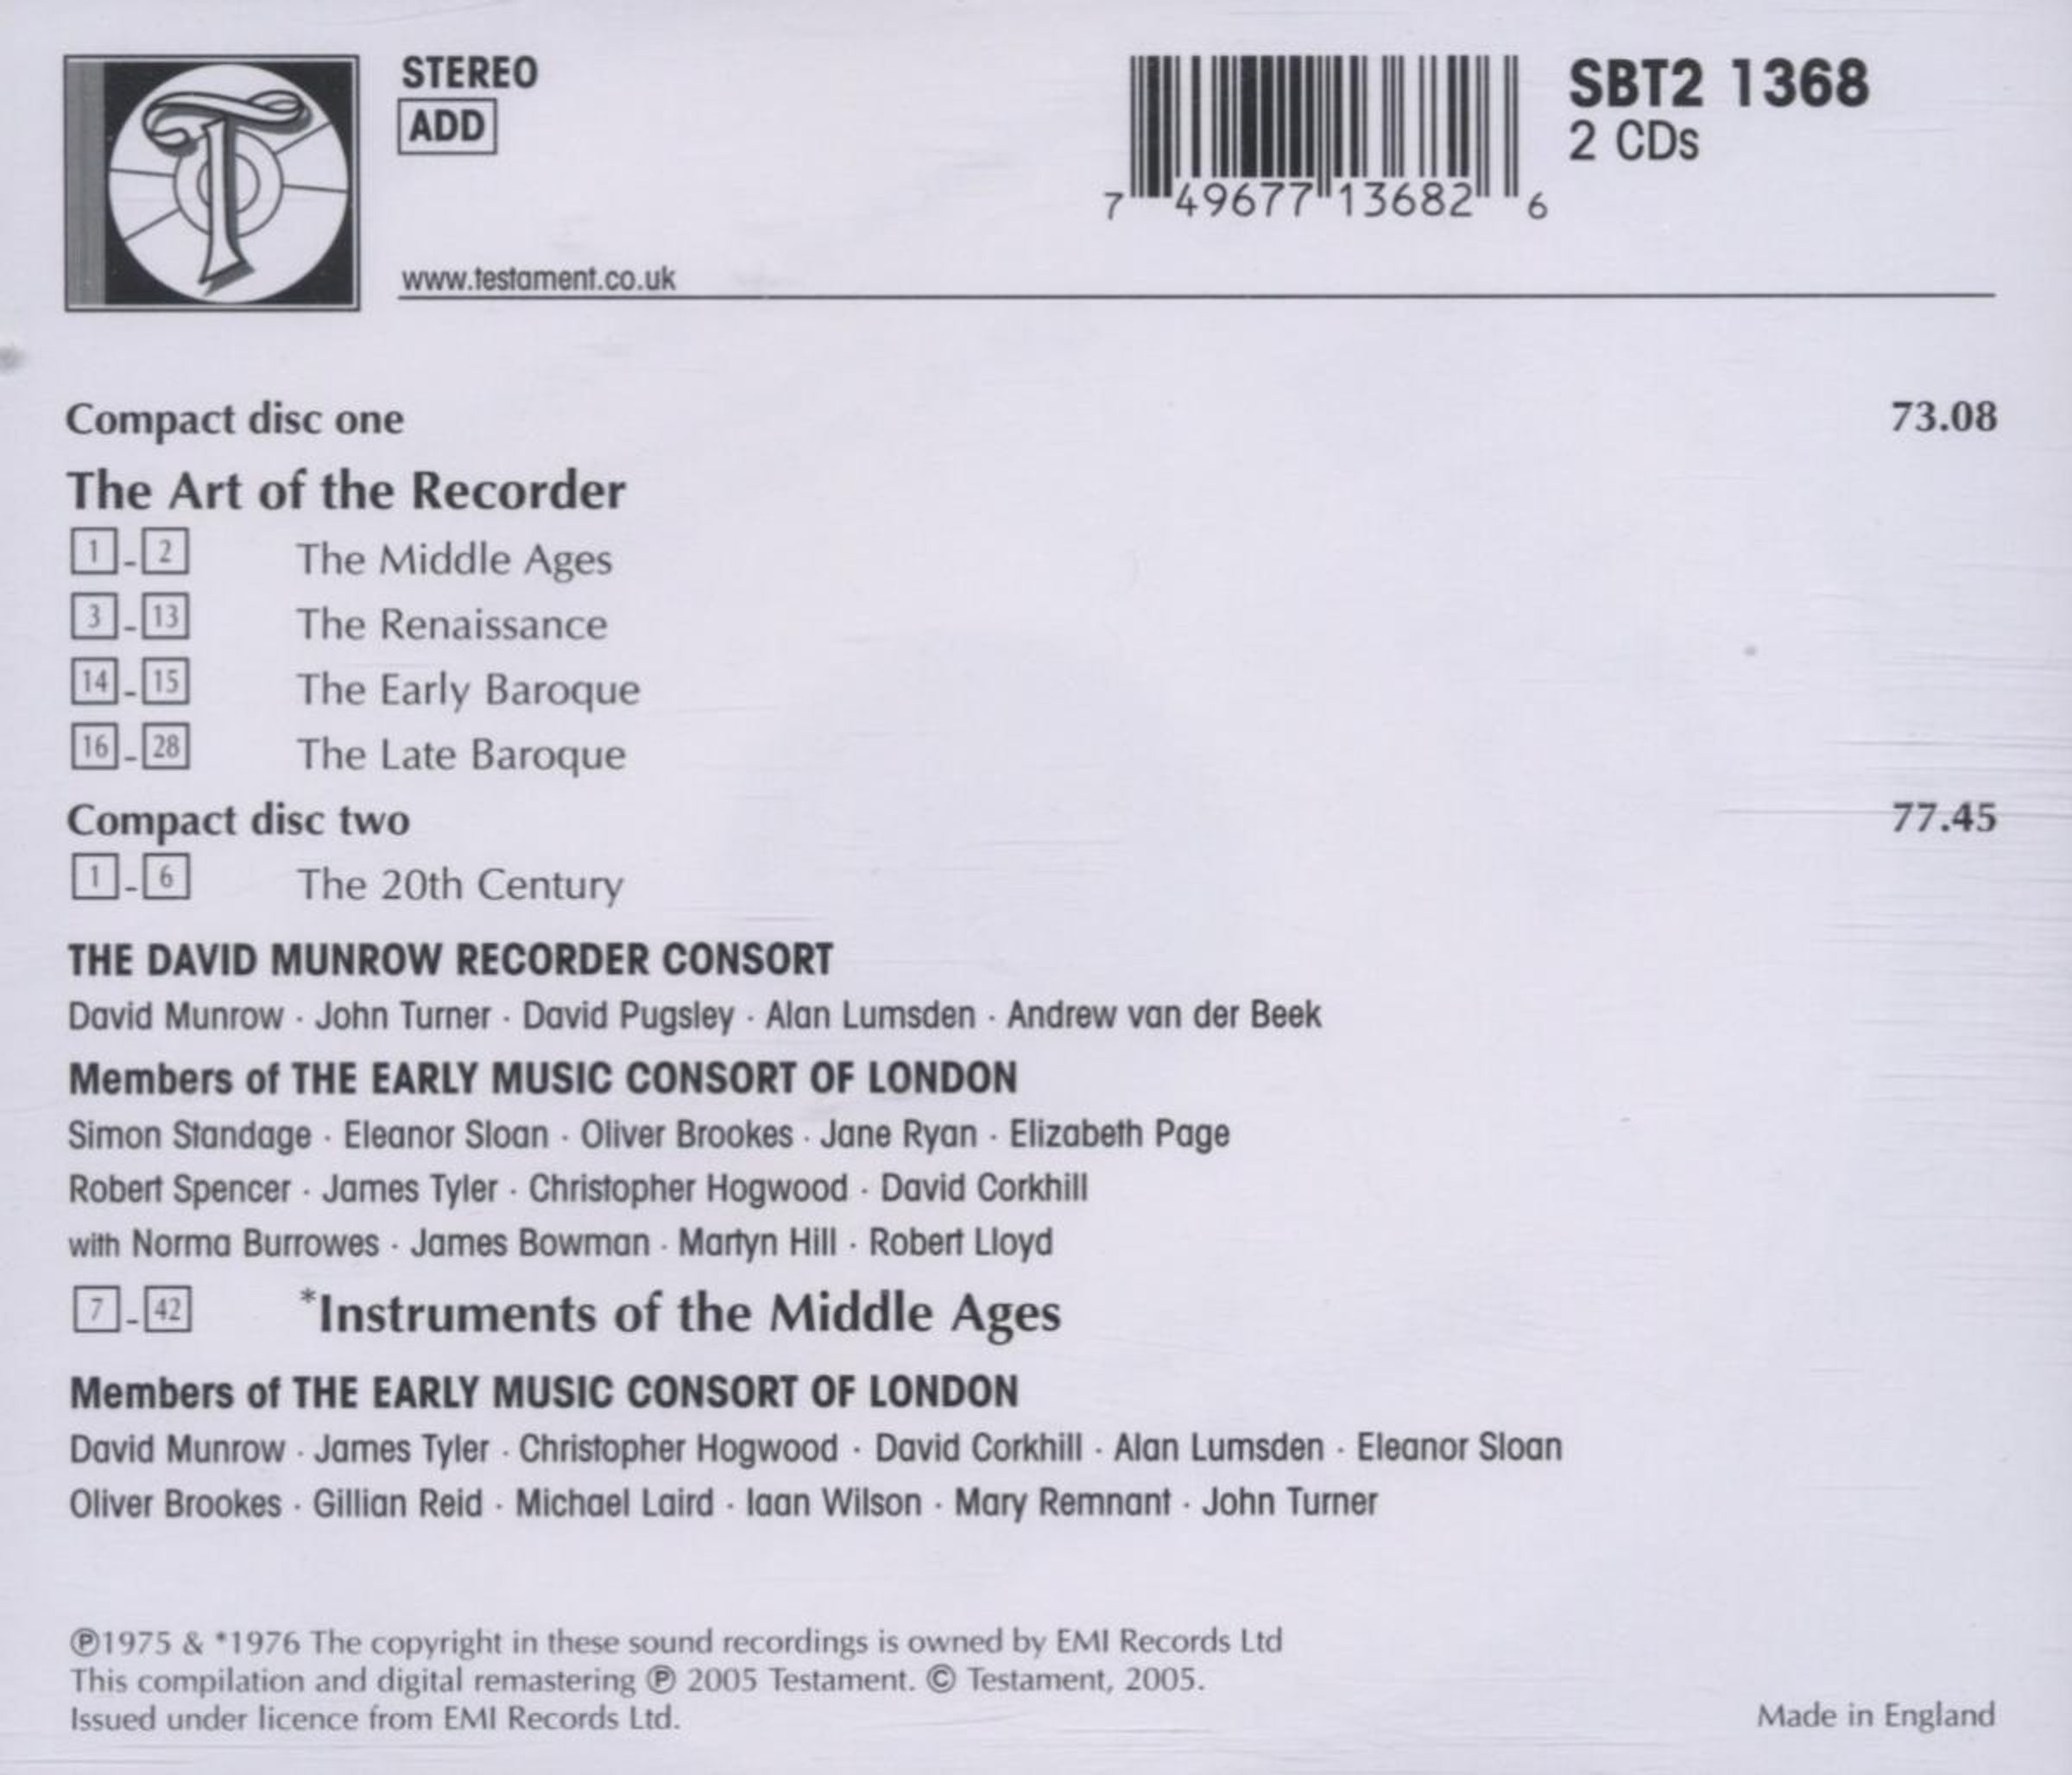 STEREO
ADD
www.testament.co.uk
7 49677 13682 6
SBT2 1368
2 CDs
Compact disc one 73.08
The Art of the Recorder
1 - 2 The Middle Ages
3 - 13 The Renaissance
14 - 15 The Early Baroque
16 - 28 The Late Baroque
Compact disc two 77.45
1 - 6 The 20th Century
THE DAVID MUNROW RECORDER CONSORT
David Munrow · John Turner · David Pugsley · Alan Lumsden · Andrew van der Beek
Members of THE EARLY MUSIC CONSORT OF LONDON
Simon Standage · Eleanor Sloan · Oliver Brookes · Jane Ryan · Elizabeth Page
Robert Spencer · James Tyler · Christopher Hogwood · David Corkhill
with Norma Burrowes · James Bowman · Martyn Hill · Robert Lloyd
7 - 42 *Instruments of the Middle Ages
Members of THE EARLY MUSIC CONSORT OF LONDON
David Munrow · James Tyler · Christopher Hogwood · David Corkhill · Alan Lumsden · Eleanor Sloan
Oliver Brookes · Gillian Reid · Michael Laird · Iaan Wilson · Mary Remnant · John Turner
℗1975 & *1976 The copyright in these sound recordings is owned by EMI Records Ltd
This compilation and digital remastering ℗ 2005 Testament. © Testament, 2005.
Issued under licence from EMI Records Ltd.
Made in England